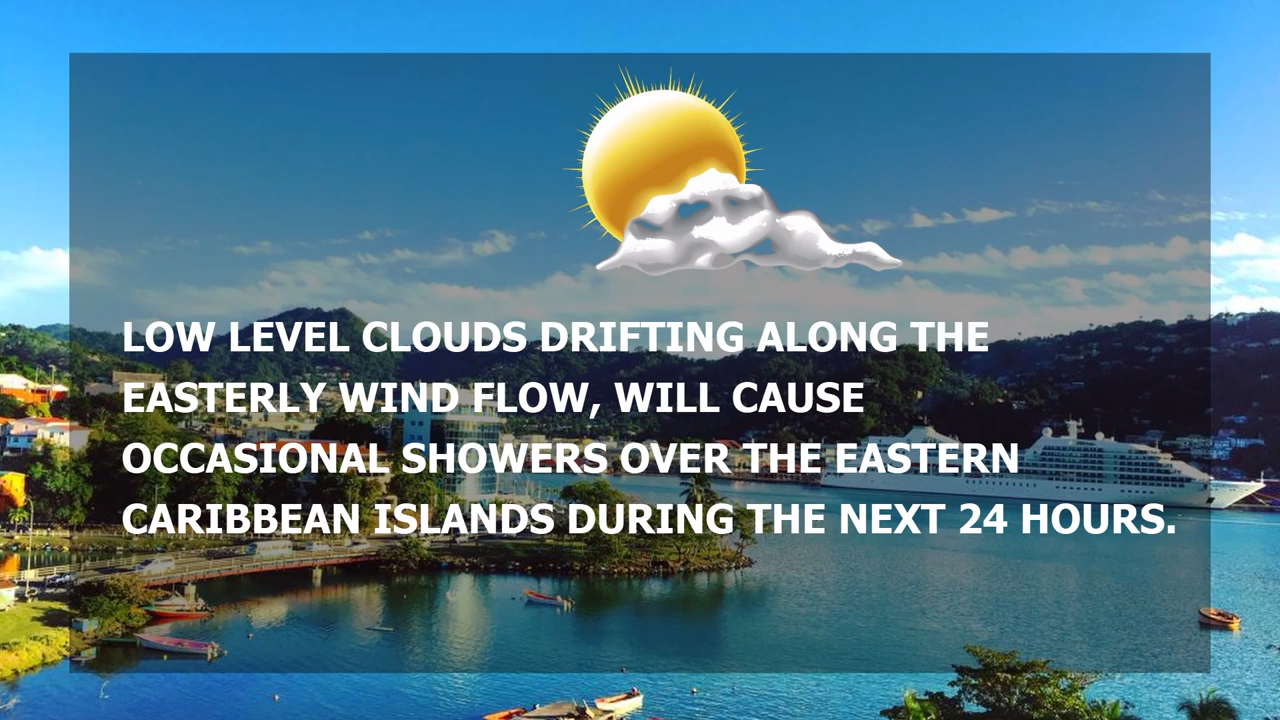 LOW LEVEL CLOUDS DRIFTING ALONG THE
EASTERLY WIND FLOW, WILL CAUSE
OCCASIONAL SHOWERS OVER THE EASTERN
CARIBBEAN ISLANDS DURING THE NEXT 24 HOURS.